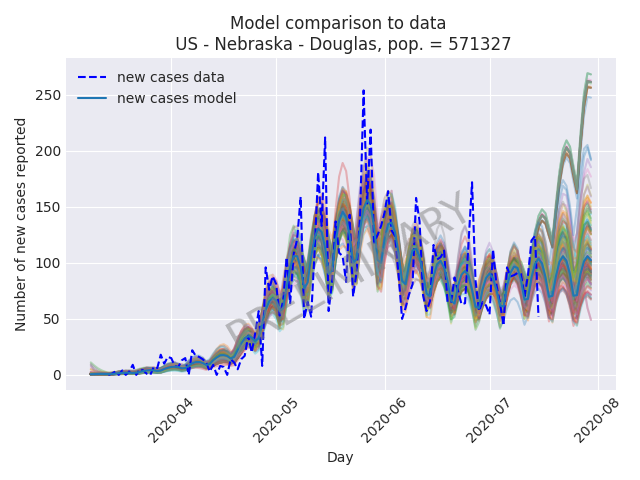 Model comparison to data
US - Nebraska - Douglas, pop. = 571327
new cases data
new cases model
Number of new cases reported
250
200
150
100
50
0
PRELIMINARY
2020-04
2020-05
2020-06
2020-07
2020-08
Day